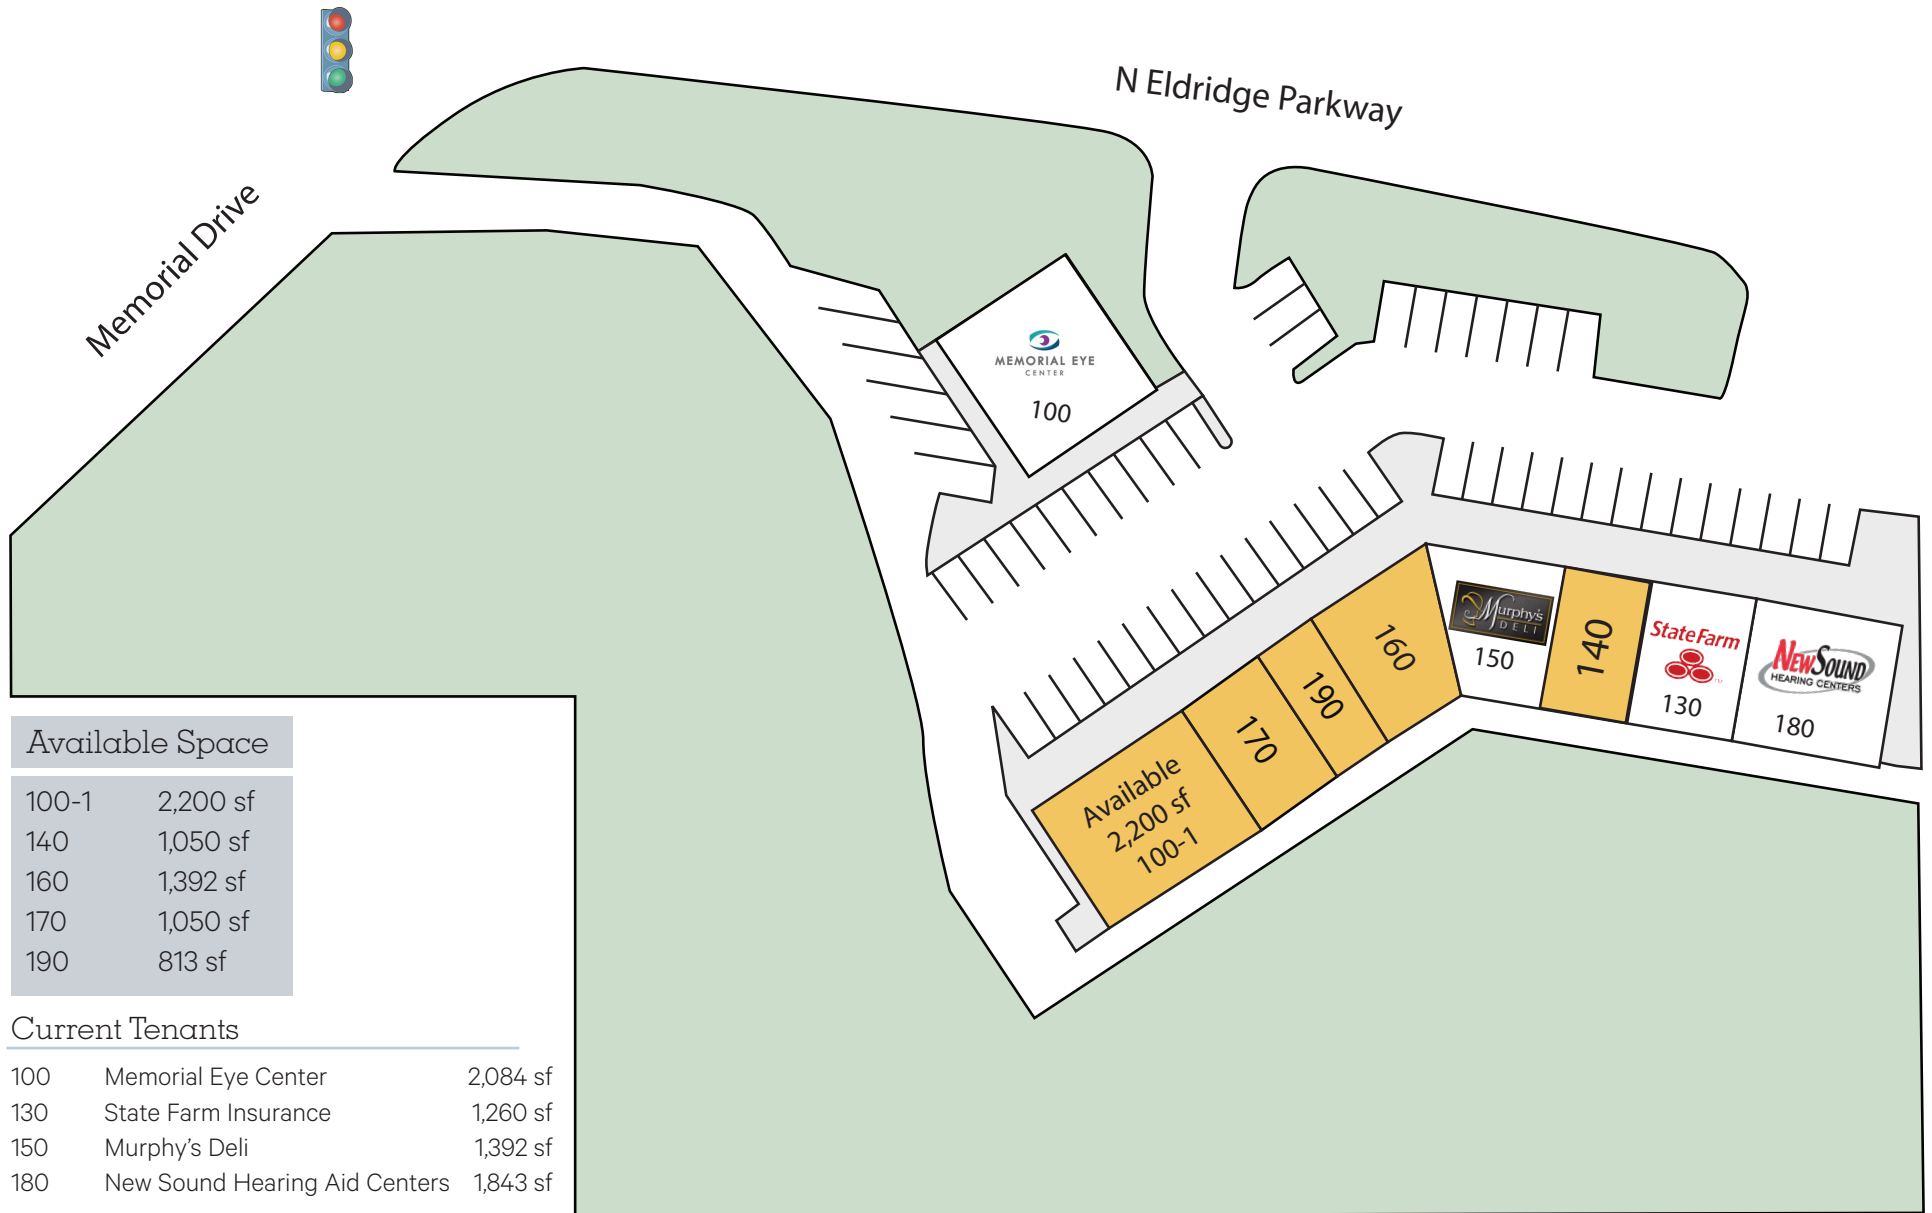 N Eldridge Parkway
Memorial Drive
MEMORIAL EYE
CENTER
100
Murphy's
DELI
150
140
StateFarm
TM
130
NEWSOUND
HEARING CENTERS
180
160
190
170
Available
2,200 sf
100-1
Available Space
100-1 2,200 sf
140 1,050 sf
160 1,392 sf
170 1,050 sf
190 813 sf
Current Tenants
100 Memorial Eye Center 2,084 sf
130 State Farm Insurance 1,260 sf
150 Murphy’s Deli 1,392 sf
180 New Sound Hearing Aid Centers 1,843 sf